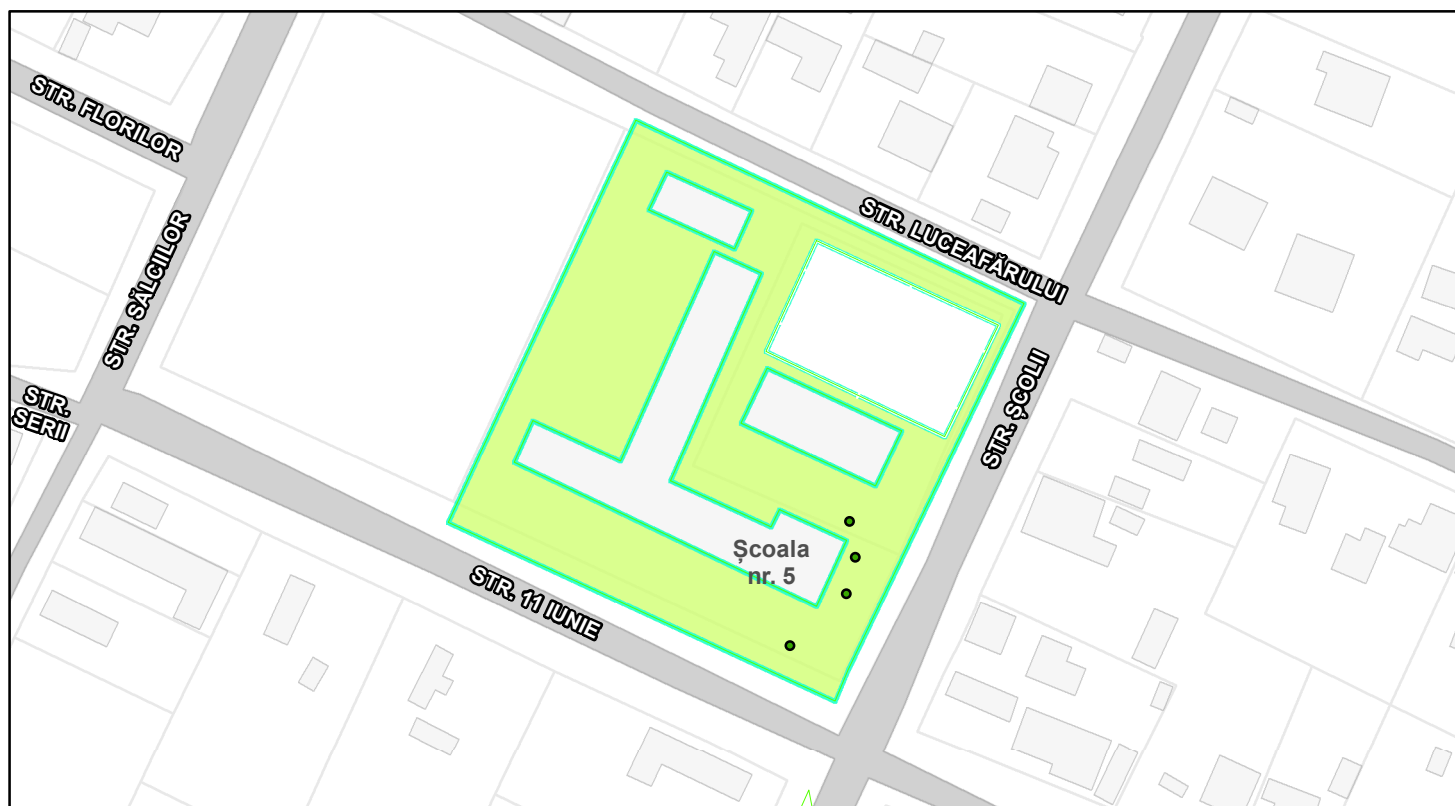 STR. FLORILOR
STR. LUCEAFĂRULUI
STR. SĂLCIILOR
STR. ȘCOLII
STR.
SERII
Școala
nr. 5
STR. 11 IUNIE